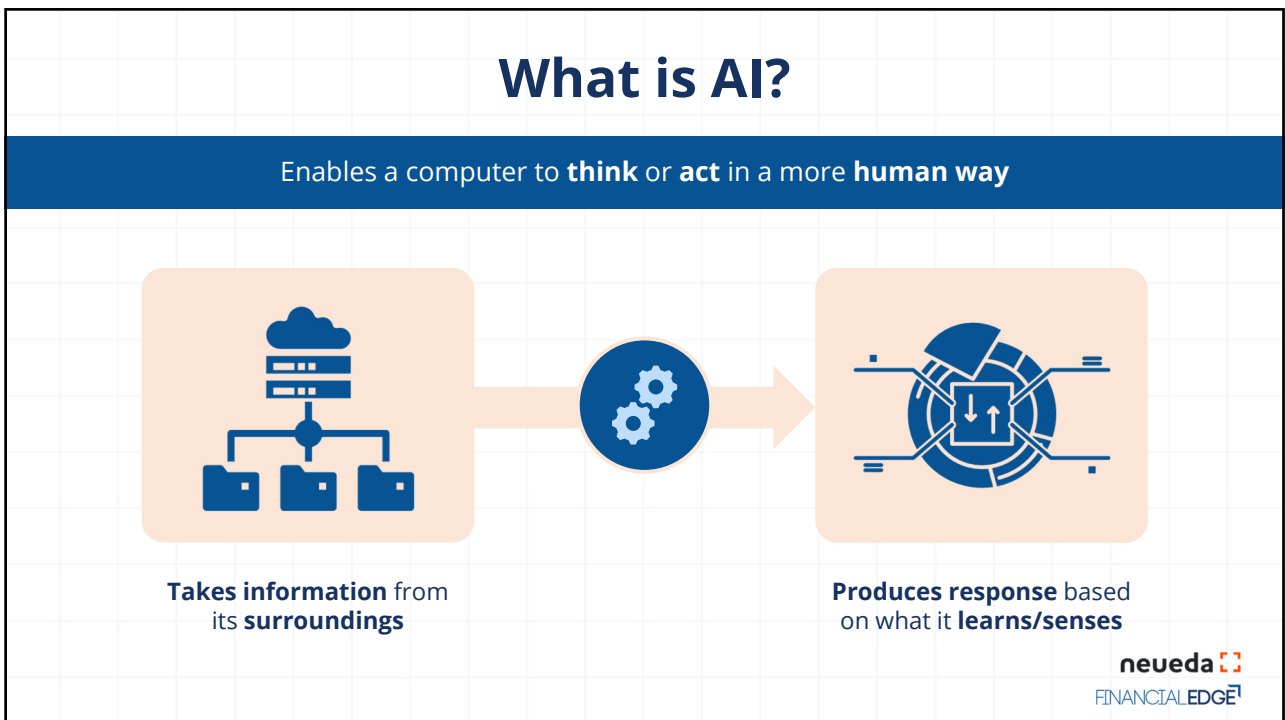 What is AI?
Enables a computer to think or act in a more human way
Takes information from
its surroundings
Produces response based
on what it learns/senses
neueda
FINANCIALEDGE